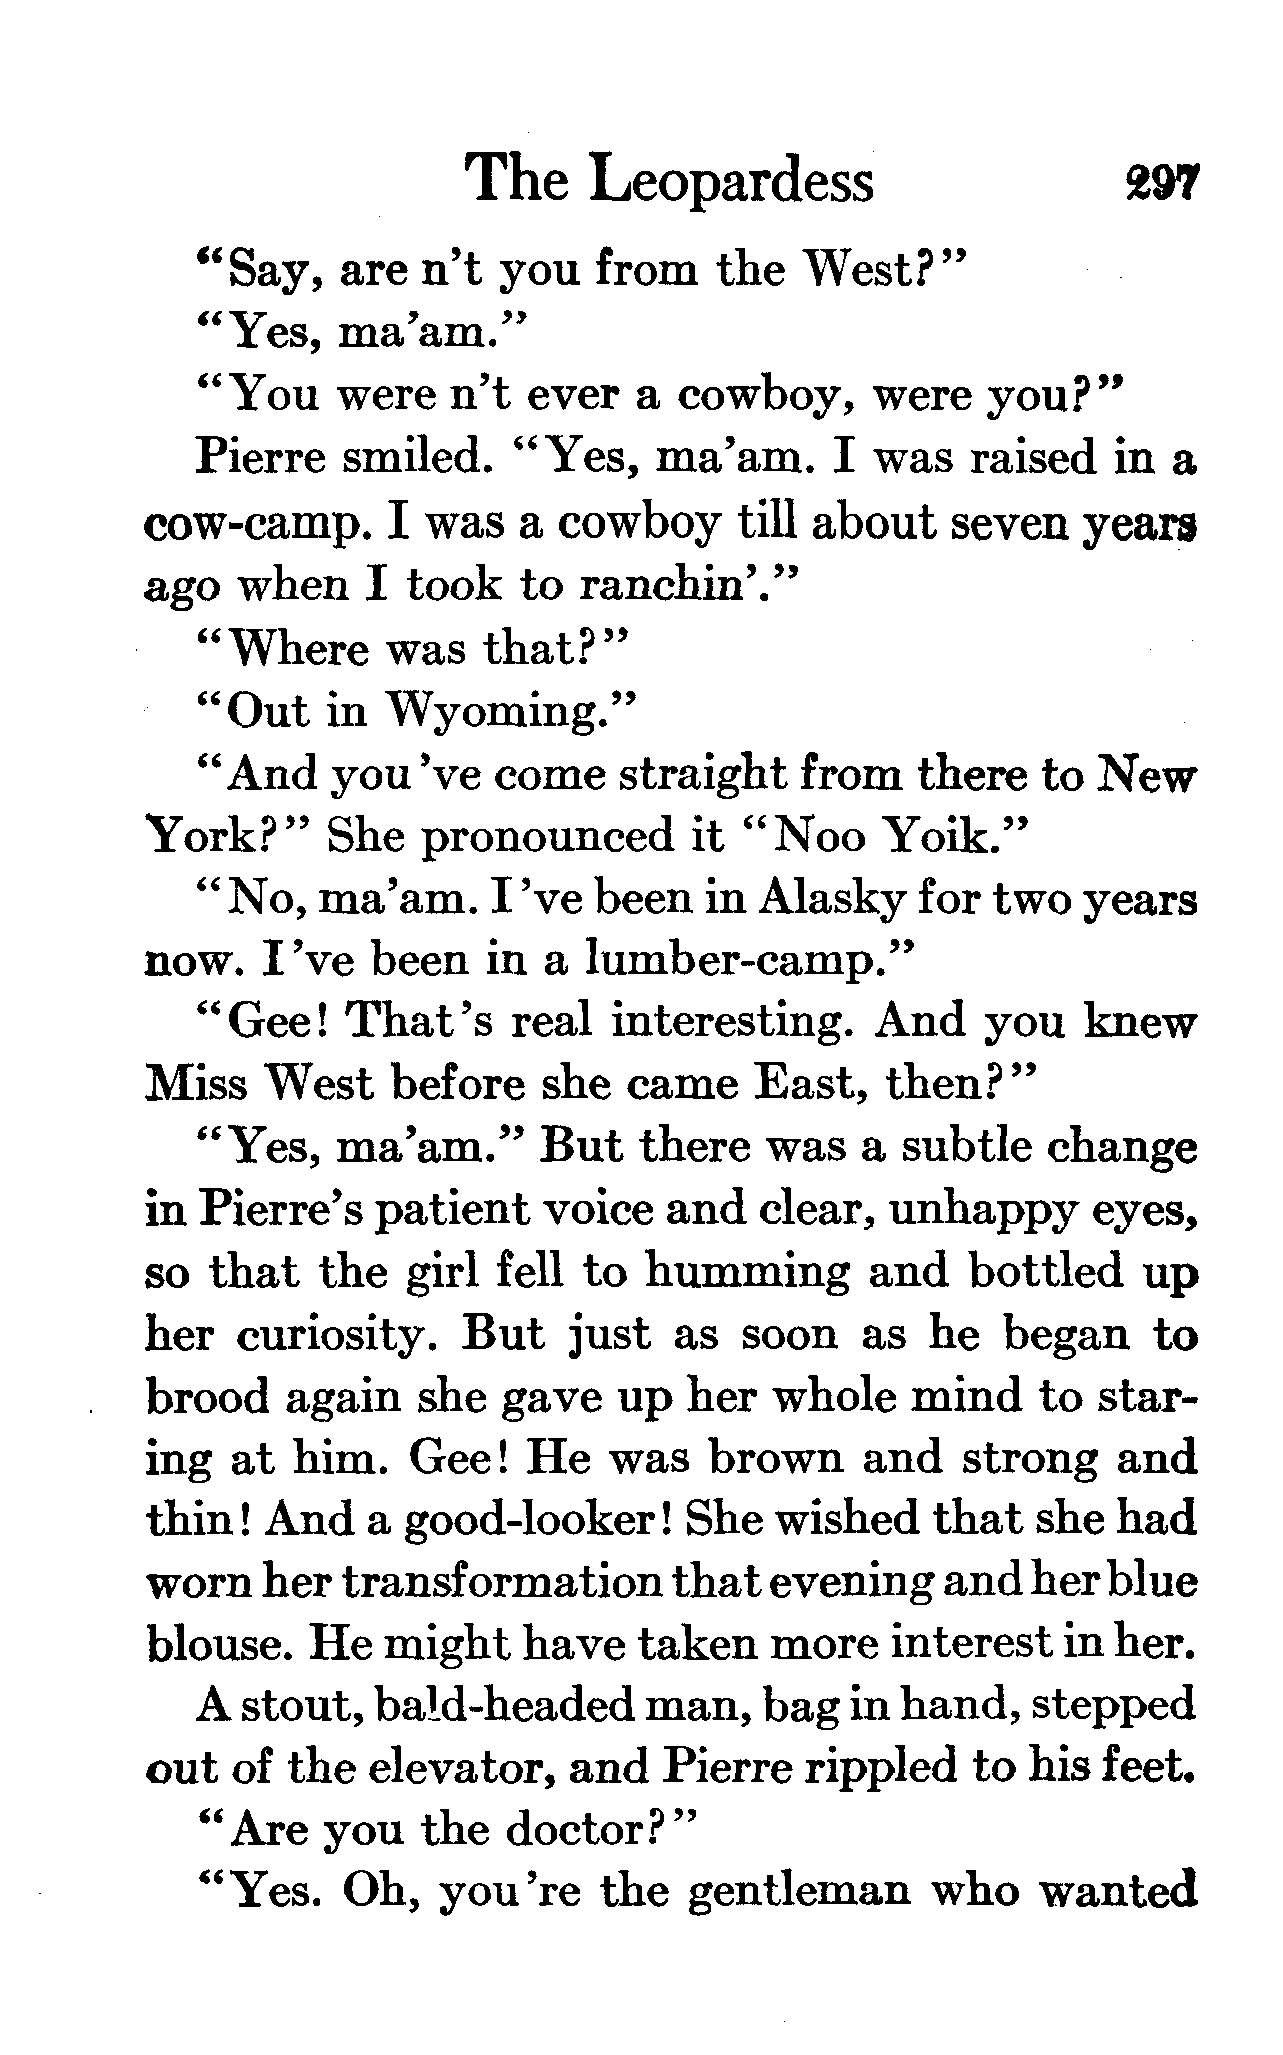 The Leopardess 297
"Say, are n't you from the West?"
"Yes, ma'am."
"You were n't ever a cowboy, were you?"
Pierre smiled. "Yes, ma'am. I was raised in a
cow-camp. I was a cowboy till about seven years
ago when I took to ranchin'."
"Where was that?"
"Out in Wyoming."
"And you 've come straight from there to New
York?" She pronounced it "Noo Yoik."
"No, ma'am. I 've been in Alasky for two years
now. I 've been in a lumber-camp."
"Gee! That 's real interesting. And you knew
Miss West before she came East, then?"
"Yes, ma'am." But there was a subtle change
in Pierre's patient voice and clear, unhappy eyes,
so that the girl fell to humming and bottled up
her curiosity. But just as soon as he began to
brood again she gave up her whole mind to star-
ing at him. Gee! He was brown and strong and
thin! And a good-looker! She wished that she had
worn her transformation that evening and her blue
blouse. He might have taken more interest in her.
A stout, bald-headed man, bag in hand, stepped
out of the elevator, and Pierre rippled to his feet.
"Are you the doctor?"
"Yes. Oh, you 're the gentleman who wanted